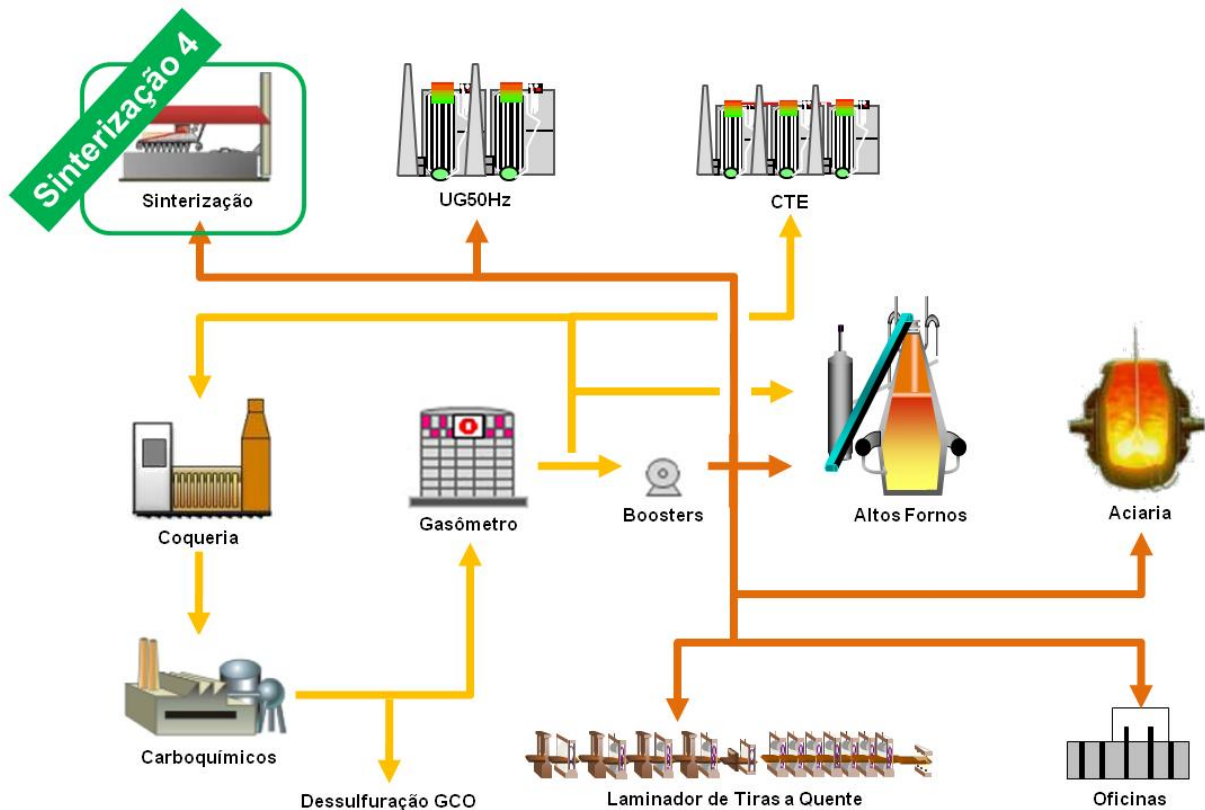 Sinterização 4
Sinterização
UG50Hz
CTE
Coqueria
Gasômetro
Boosters
Altos Fornos
Aciaria
Carboquímicos
Dessulfuração GCO
Laminador de Tiras a Quente
Oficinas